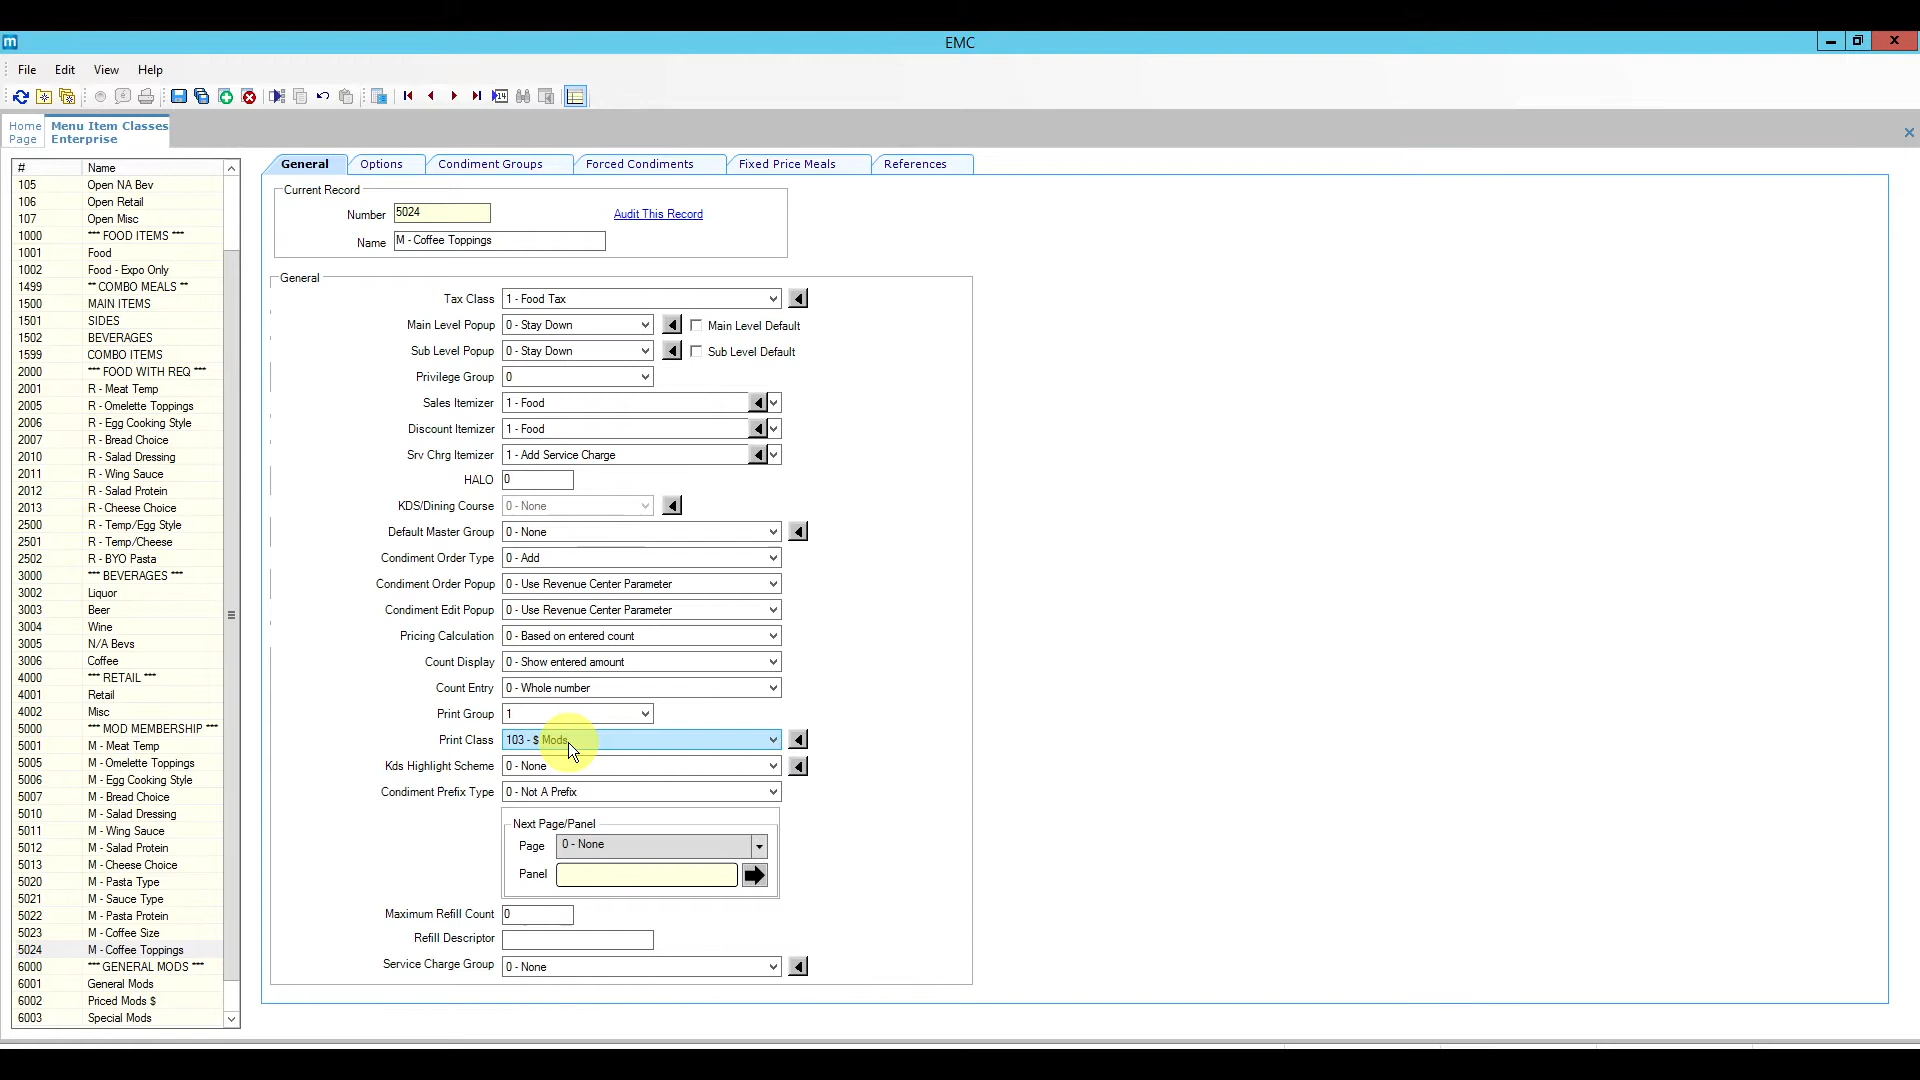 EMC
File Edit View Help
Home Page
Menu Item Classes
Enterprise
# Name
105 Open NA Bev
106 Open Retail
107 Open Misc
1000 *** FOOD ITEMS ***
1001 Food
1002 Food - Expo Only
1499 ** COMBO MEALS **
1500 MAIN ITEMS
1501 SIDES
1502 BEVERAGES
1599 COMBO ITEMS
2000 *** FOOD WITH REQ ***
2001 R - Meat Temp
2005 R - Omelette Toppings
2006 R - Egg Cooking Style
2007 R - Bread Choice
2010 R - Salad Dressing
2011 R - Wing Sauce
2012 R - Salad Protein
2013 R - Cheese Choice
2500 R - Temp/Egg Style
2501 R - Temp/Cheese
2502 R - BYO Pasta
3000 *** BEVERAGES ***
3002 Liquor
3003 Beer
3004 Wine
3005 N/A Bevs
3006 Coffee
4000 *** RETAIL ***
4001 Retail
4002 Misc
5000 *** MOD MEMBERSHIP ***
5001 M - Meat Temp
5005 M - Omelette Toppings
5006 M - Egg Cooking Style
5007 M - Bread Choice
5010 M - Salad Dressing
5011 M - Wing Sauce
5012 M - Salad Protein
5013 M - Cheese Choice
5020 M - Pasta Type
5021 M - Sauce Type
5022 M - Pasta Protein
5023 M - Coffee Size
5024 M - Coffee Toppings
6000 *** GENERAL MODS ***
6001 General Mods
6002 Priced Mods $
6003 Special Mods
General Options Condiment Groups Forced Condiments Fixed Price Meals References
Current Record
Number 5024 Audit This Record
Name M - Coffee Toppings
General
Tax Class 1 - Food Tax
Main Level Popup 0 - Stay Down Main Level Default
Sub Level Popup 0 - Stay Down Sub Level Default
Privilege Group 0
Sales Itemizer 1 - Food
Discount Itemizer 1 - Food
Srv Chrg Itemizer 1 - Add Service Charge
HALO 0
KDS/Dining Course 0 - None
Default Master Group 0 - None
Condiment Order Type 0 - Add
Condiment Order Popup 0 - Use Revenue Center Parameter
Condiment Edit Popup 0 - Use Revenue Center Parameter
Pricing Calculation 0 - Based on entered count
Count Display 0 - Show entered amount
Count Entry 0 - Whole number
Print Group 1
Print Class 103 - $ Mods
Kds Highlight Scheme 0 - None
Condiment Prefix Type 0 - Not A Prefix
Next Page/Panel
Page 0 - None
Panel
Maximum Refill Count 0
Refill Descriptor
Service Charge Group 0 - None